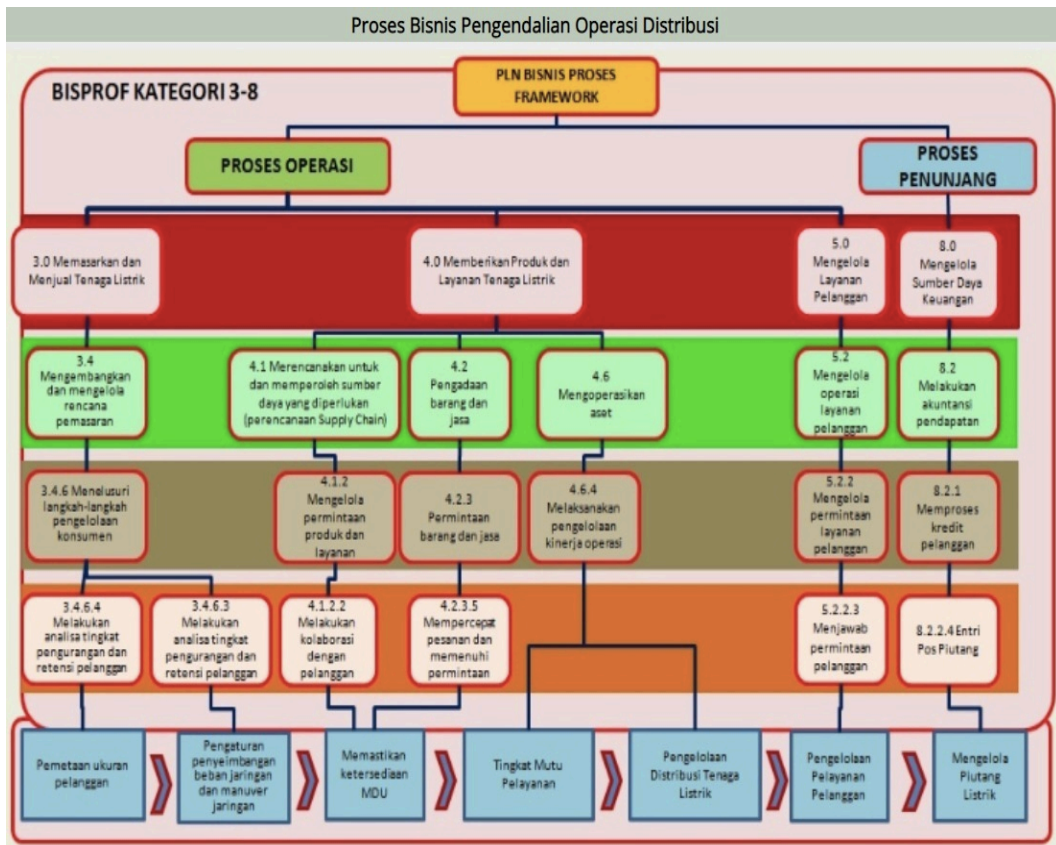 Proses Bisnis Pengendalian Operasi Distribusi
PLN BISNIS PROSES
FRAMEWORK
BISPROF KATEGORI 3-8
PROSES OPERASI
PROSES
PENUNJANG
3.0 Memasarkan dan
Menjual Tenaga Listrik
4.0 Memberikan Produk dan
Layanan Tenaga Listrik
5.0
Mengelola
Layanan
Pelanggan
8.0
Mengelola
Sumber Daya
Keuangan
3.4
Mengembangkan
dan mengelola
rencana
pemasaran
4.1 Merencanakan untuk
dan memperoleh sumber
daya yang diperlukan
(perencanaan Supply Chain)
4.2
Pengadaan
barang dan
jasa
4.6
Mengoperasikan
aset
5.2
Mengelola
operasi
layanan
pelanggan
8.2
Melakukan
akuntansi
pendapatan
3.4.6 Menelusuri
langkah-langkah
pengelolaan
konsumen
4.1.2
Mengelola
permintaan
produk dan
layanan
4.2.3
Permintaan
barang dan jasa
4.6.4
Melaksanakan
pengelolaan
kinerja operasi
5.2.2
Mengelola
permintaan
layanan
pelanggan
8.2.1
Memproses
kredit
pelanggan
3.4.6.4
Melakukan
analisa tingkat
pengurangan dan
retensi pelanggan
3.4.6.3
Melakukan
analisa tingkat
pengurangan dan
retensi pelanggan
4.1.2.2
Melakukan
kolaborasi
dengan
pelanggan
4.2.3.5
Mempercepat
pesanan dan
memenuhi
permintaan
5.2.2.3
Menjawab
permintaan
pelanggan
8.2.2.4 Entri
Pos Piutang
Pemetaan ukuran
pelanggan
Pengaturan
penyeimbangan
beban jaringan
dan manuver
jaringan
Memastikan
ketersediaan
MDU
Tingkat Mutu
Pelayanan
Pengelolaan
Distribusi Tenaga
Listrik
Pengelolaan
Pelayanan
Pelanggan
Mengelola
Piutang
Listrik